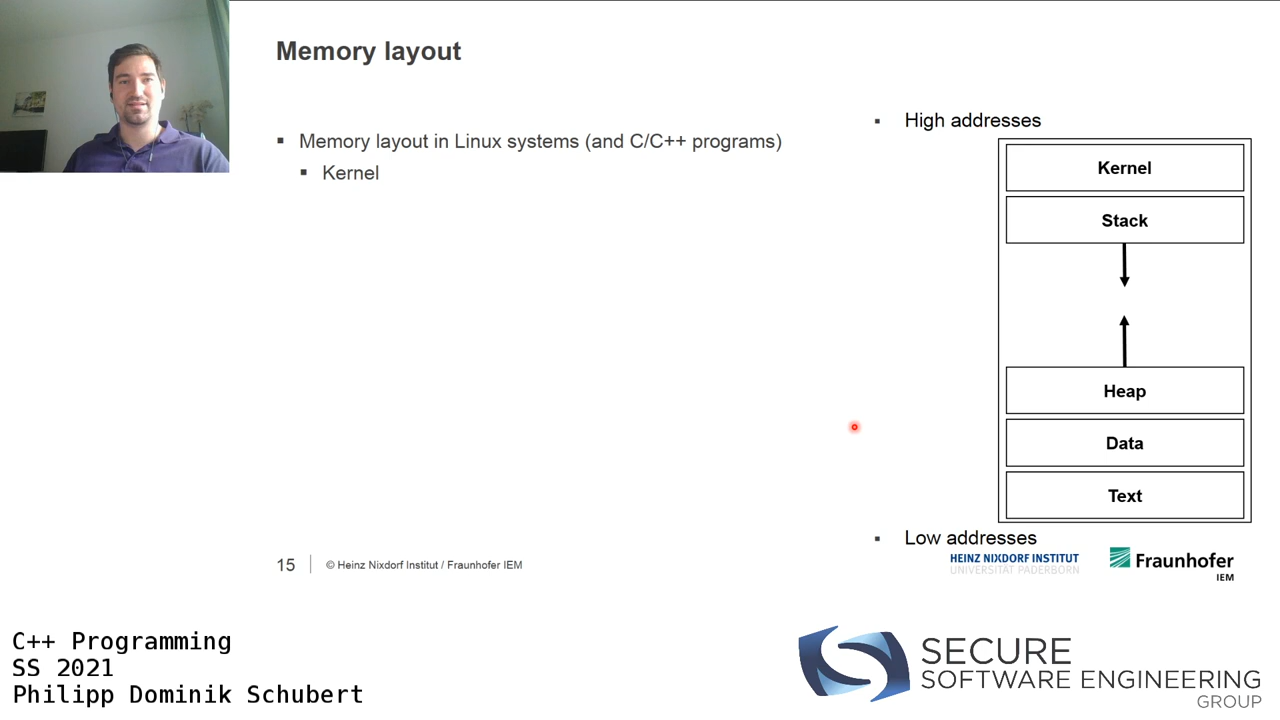 Memory layout
▪ Memory layout in Linux systems (and C/C++ programs)
▪ Kernel
▪ High addresses
Kernel
Stack
Heap
Data
Text
▪ Low addresses
15 © Heinz Nixdorf Institut / Fraunhofer IEM
HEINZ NIXDORF INSTITUT
UNIVERSITÄT PADERBORN
Fraunhofer
IEM
C++ Programming
SS 2021
Philipp Dominik Schubert
SECURE
SOFTWARE ENGINEERING
GROUP